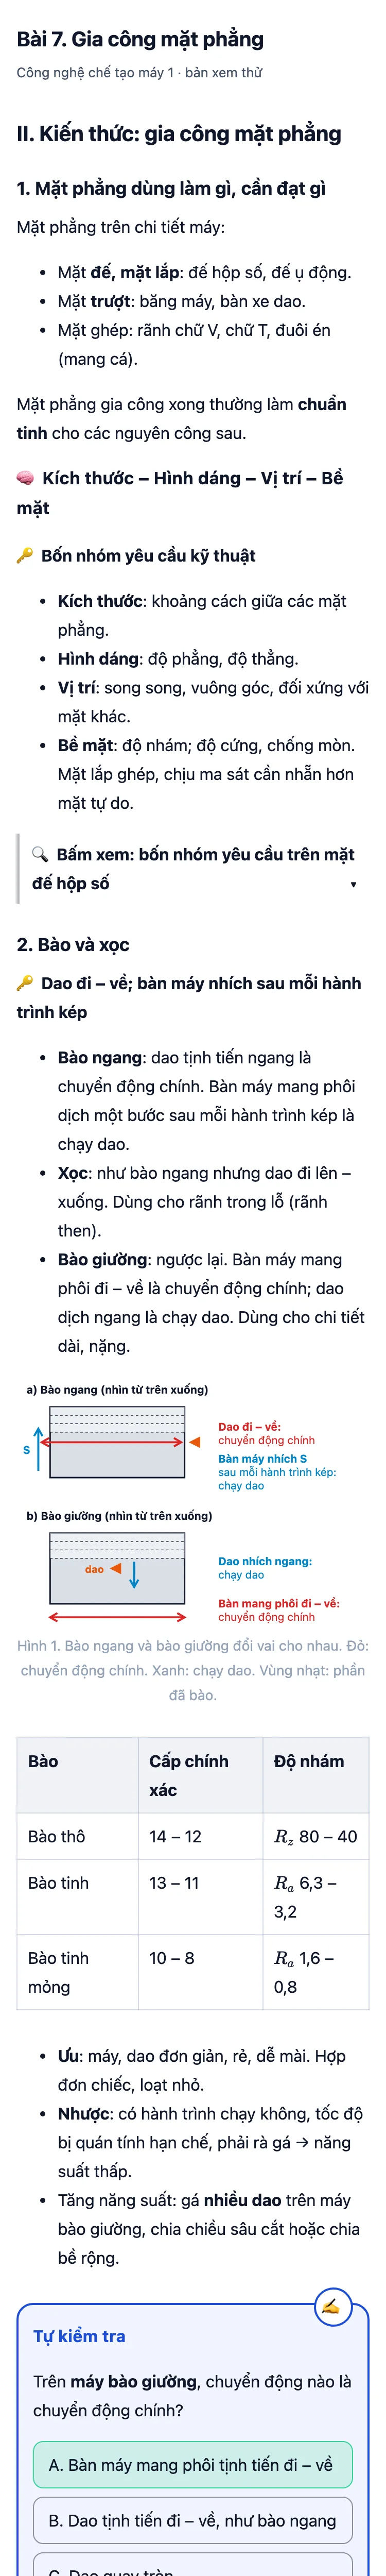 Bài 7. Gia công mặt phẳng
Công nghệ chế tạo máy 1 · bản xem thử
II. Kiến thức: gia công mặt phẳng
1. Mặt phẳng dùng làm gì, cần đạt gì
Mặt phẳng trên chi tiết máy:
• Mặt đế, mặt lắp: đế hộp số, đế ụ động.
• Mặt trượt: băng máy, bàn xe dao.
• Mặt ghép: rãnh chữ V, chữ T, đuôi én
(mang cá).
Mặt phẳng gia công xong thường làm chuẩn
tinh cho các nguyên công sau.
🧠 Kích thước – Hình dáng – Vị trí – Bề
mặt
🔑 Bốn nhóm yêu cầu kỹ thuật
• Kích thước: khoảng cách giữa các mặt
phẳng.
• Hình dáng: độ phẳng, độ thẳng.
• Vị trí: song song, vuông góc, đối xứng với
mặt khác.
• Bề mặt: độ nhám; độ cứng, chống mòn.
Mặt lắp ghép, chịu ma sát cần nhẵn hơn
mặt tự do.
🔍 Bấm xem: bốn nhóm yêu cầu trên mặt
đế hộp số ▼
2. Bào và xọc
🔑 Dao đi – về; bàn máy nhích sau mỗi hành
trình kép
• Bào ngang: dao tịnh tiến ngang là
chuyển động chính. Bàn máy mang phôi
dịch một bước sau mỗi hành trình kép là
chạy dao.
• Xọc: như bào ngang nhưng dao đi lên –
xuống. Dùng cho rãnh trong lỗ (rãnh
then).
• Bào giường: ngược lại. Bàn máy mang
phôi đi – về là chuyển động chính; dao
dịch ngang là chạy dao. Dùng cho chi tiết
dài, nặng.
a) Bào ngang (nhìn từ trên xuống)
S
Dao đi – về:
chuyển động chính
Bàn máy nhích S
sau mỗi hành trình kép:
chạy dao
b) Bào giường (nhìn từ trên xuống)
dao
Dao nhích ngang:
chạy dao
Bàn mang phôi đi – về:
chuyển động chính
Hình 1. Bào ngang và bào giường đổi vai cho nhau. Đỏ:
chuyển động chính. Xanh: chạy dao. Vùng nhạt: phần
đã bào.
Bào Cấp chính Độ nhám
xác
Bào thô 14 – 12 Rz 80 – 40
Bào tinh 13 – 11 Ra 6,3 –
3,2
Bào tinh 10 – 8 Ra 1,6 –
mỏng 0,8
• Ưu: máy, dao đơn giản, rẻ, dễ mài. Hợp
đơn chiếc, loạt nhỏ.
• Nhược: có hành trình chạy không, tốc độ
bị quán tính hạn chế, phải rà gá → năng
suất thấp.
• Tăng năng suất: gá nhiều dao trên máy
bào giường, chia chiều sâu cắt hoặc chia
bề rộng.
✍️
Tự kiểm tra
Trên máy bào giường, chuyển động nào là
chuyển động chính?
A. Bàn máy mang phôi tịnh tiến đi – về
B. Dao tịnh tiến đi – về, như bào ngang
C. Dao quay tròn